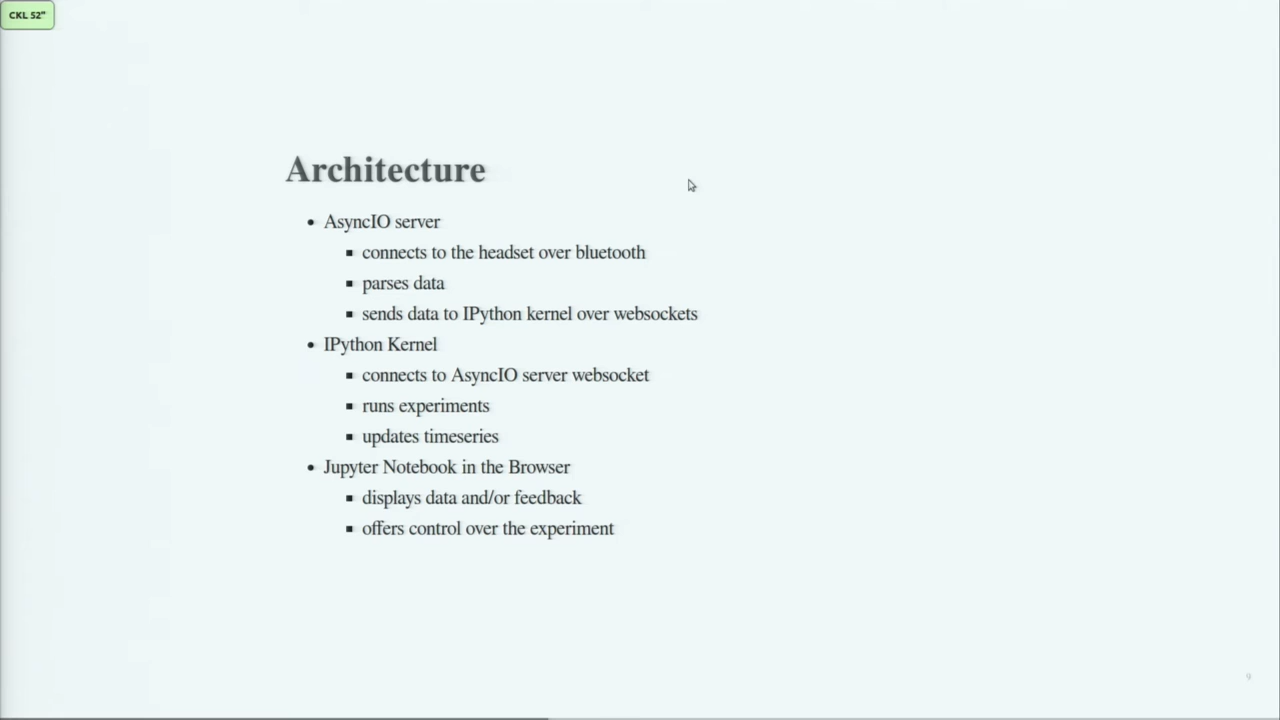 CKL 52"
Architecture
• AsyncIO server
▪ connects to the headset over bluetooth
▪ parses data
▪ sends data to IPython kernel over websockets
• IPython Kernel
▪ connects to AsyncIO server websocket
▪ runs experiments
▪ updates timeseries
• Jupyter Notebook in the Browser
▪ displays data and/or feedback
▪ offers control over the experiment
9